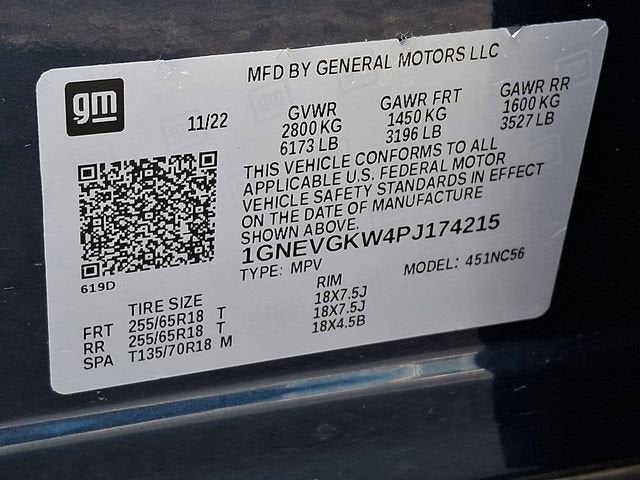 gm
MFD BY GENERAL MOTORS LLC
11/22
GVWR
2800 KG
6173 LB
GAWR FRT
1450 KG
3196 LB
GAWR RR
1600 KG
3527 LB
THIS VEHICLE CONFORMS TO ALL
APPLICABLE U.S. FEDERAL MOTOR
VEHICLE SAFETY STANDARDS IN EFFECT
ON THE DATE OF MANUFACTURE
SHOWN ABOVE.
1GNEVGKW4PJ174215
TYPE: MPV
MODEL: 451NC56
619D
TIRE SIZE
RIM
FRT 255/65R18 T 18X7.5J
RR 255/65R18 T 18X7.5J
SPA T135/70R18 M 18X4.5B